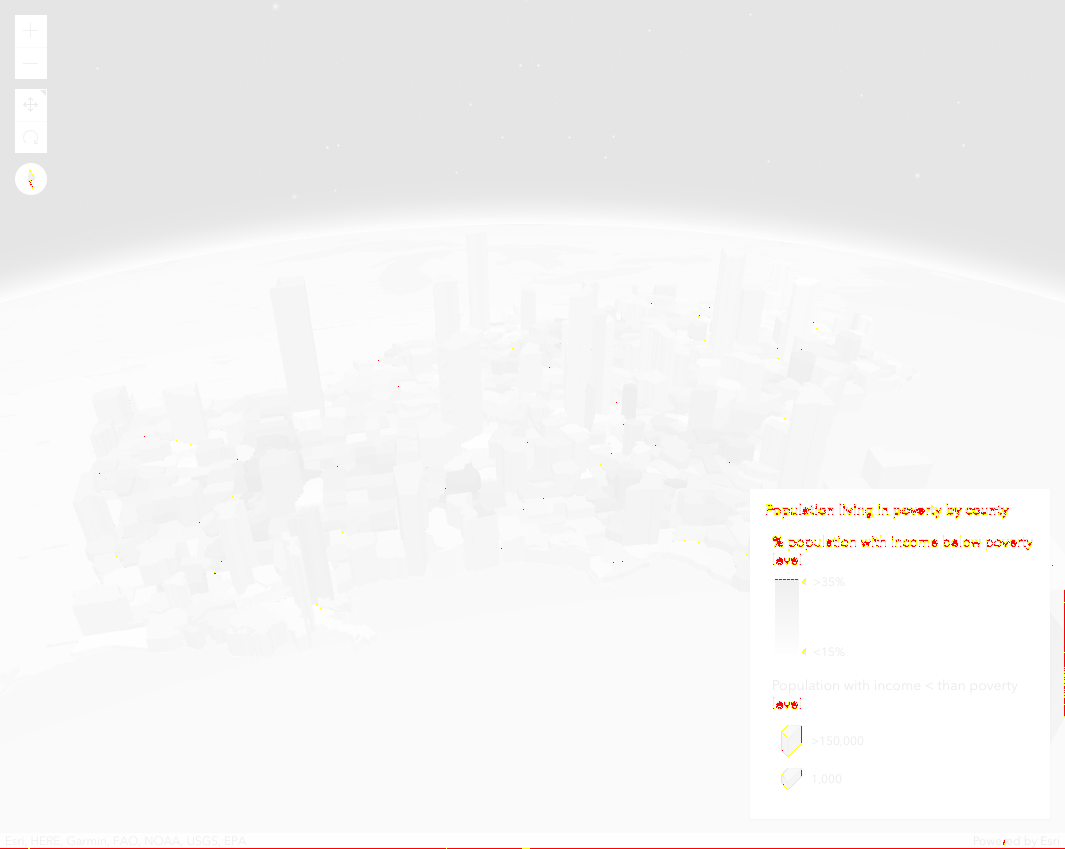 Population living in poverty by county
% population with income below poverty
level
>35%
<15%
Population with income < than poverty
level
>150,000
1,000
Esri, HERE, Garmin, FAO, NOAA, USGS, EPA
Powered by Esri